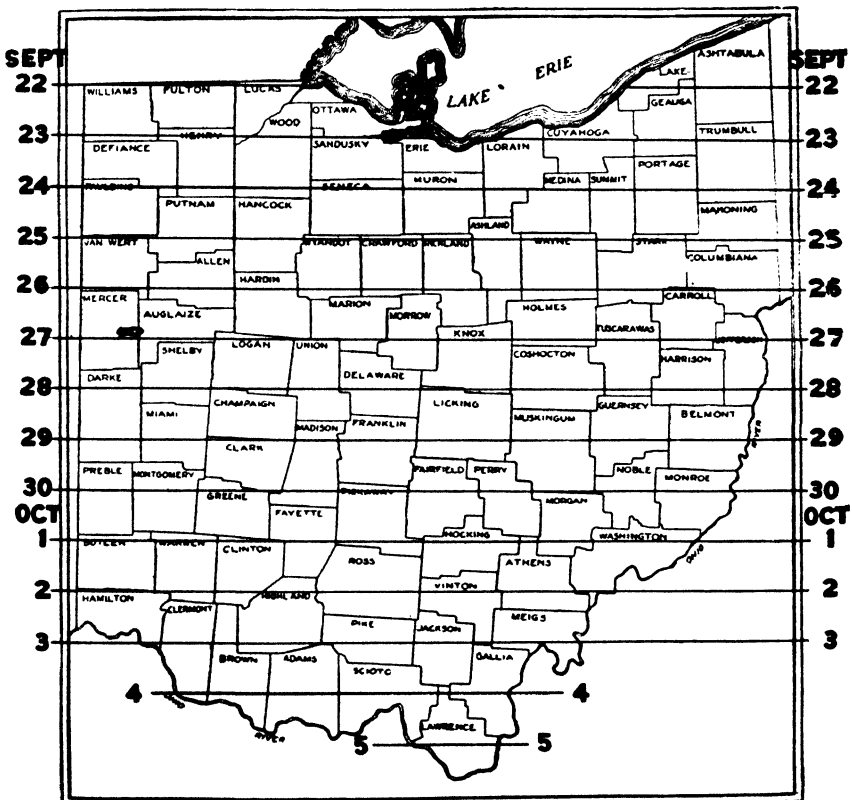 SEPT SEPT
ASHTABULA
ERIE
LAKE
LAKE
22 22
WILLIAMS FULTON LUCAS
GEAUGA
OTTAWA
WOOD
23 HENRY CUYAHOGA TRUMBULL 23
DEFIANCE SANDUSKY ERIE LORAIN
PORTAGE
24 PAULDING SENECA HURON MEDINA SUMMIT 24
PUTNAM HANCOCK MAHONING
ASHLAND
25 VAN WERT WYANDOT CRAWFORD RICHLAND WAYNE STARK 25
ALLEN COLUMBIANA
HARDIN
26 26
MERCER MARION CARROLL
AUGLAIZE MORROW HOLMES
27 KNOX TUSCARAWAS 27
LOGAN UNION JEFFERSON
SHELBY COSHOCTON HARRISON
DARKE DELAWARE
28 28
CHAMPAIGN LICKING GUERNSEY
MIAMI MUSKINGUM BELMONT
MADISON FRANKLIN
29 RIVER 29
CLARK
PREBLE MONTGOMERY FAIRFIELD PERRY NOBLE MONROE
30 GREENE PICKAWAY MORGAN 30
OCT FAYETTE OCT
HOCKING WASHINGTON
1 BUTLER WARREN CLINTON 1
ROSS ATHENS OHIO
VINTON
2 HAMILTON HIGHLAND 2
CLERMONT MEIGS
PIKE JACKSON
3 3
BROWN ADAMS GALLIA
SCIOTO
4 4
OHIO
LAWRENCE
RIVER
5 5